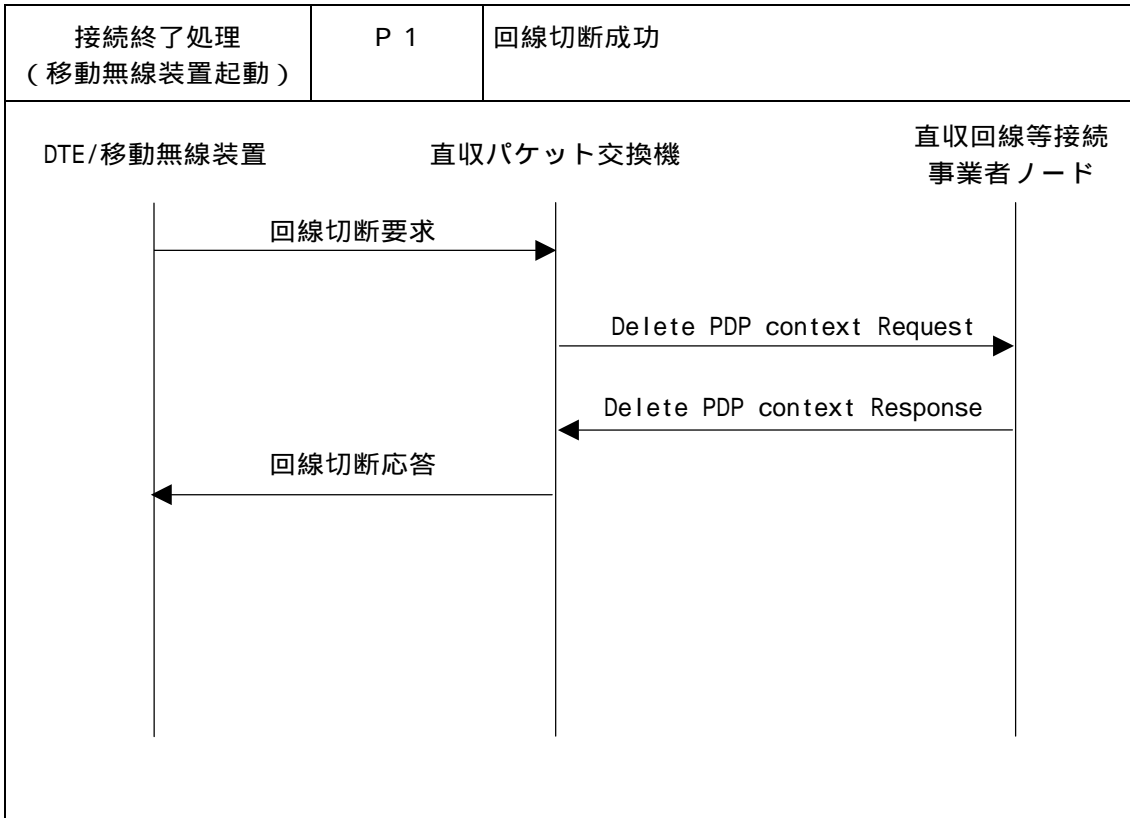 接続終了処理
(移動無線装置起動)
P 1
回線切断成功
DTE/移動無線装置
直収パケット交換機
直収回線等接続
事業者ノード
回線切断要求
Delete PDP context Request
Delete PDP context Response
回線切断応答